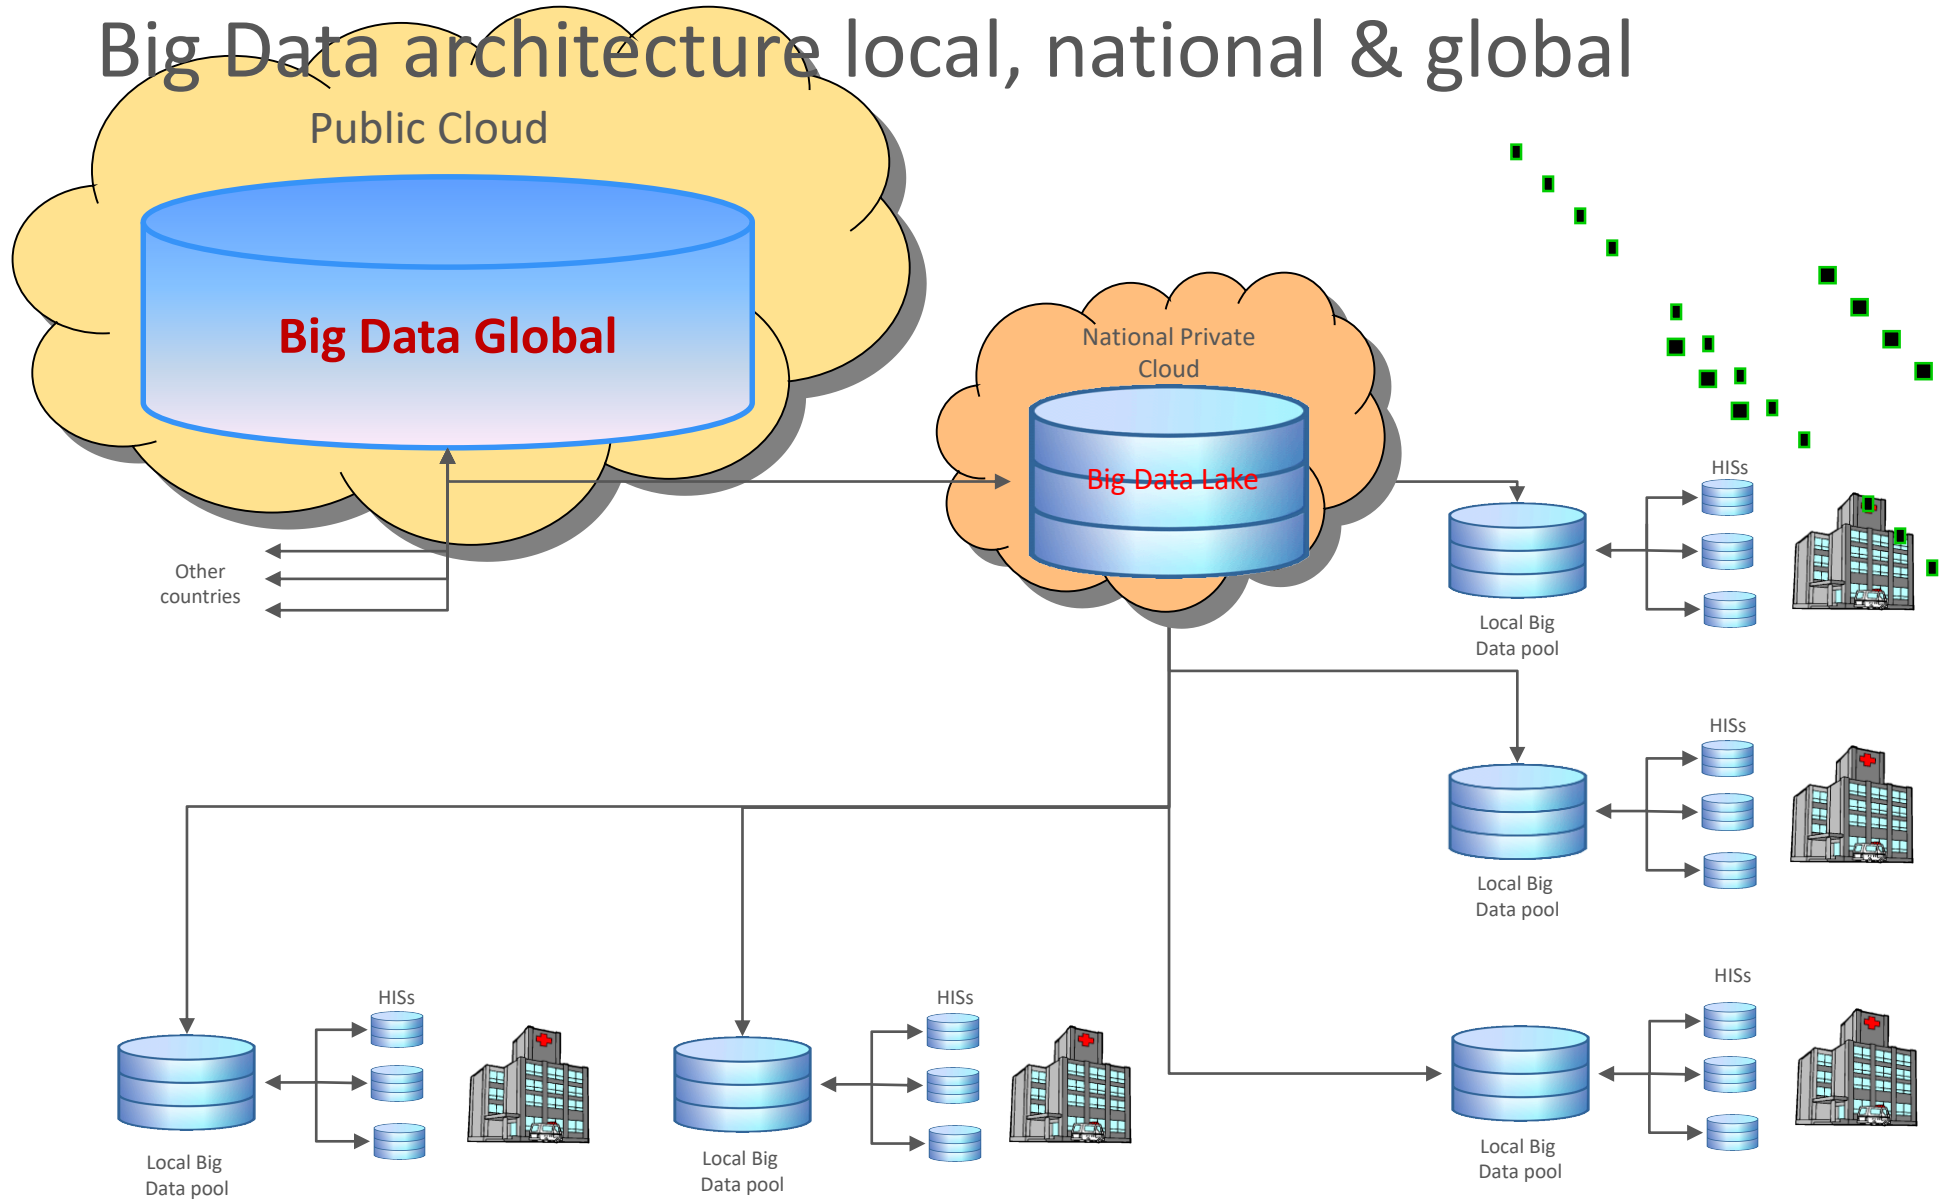 Big Data architecture local, national & global
Public Cloud
Big Data Global
National Private
Cloud
Big Data Lake
Other
countries
HISs
Local Big
Data pool
HISs
Local Big
Data pool
HISs
Local Big
Data pool
HISs
Local Big
Data pool
HISs
Local Big
Data pool